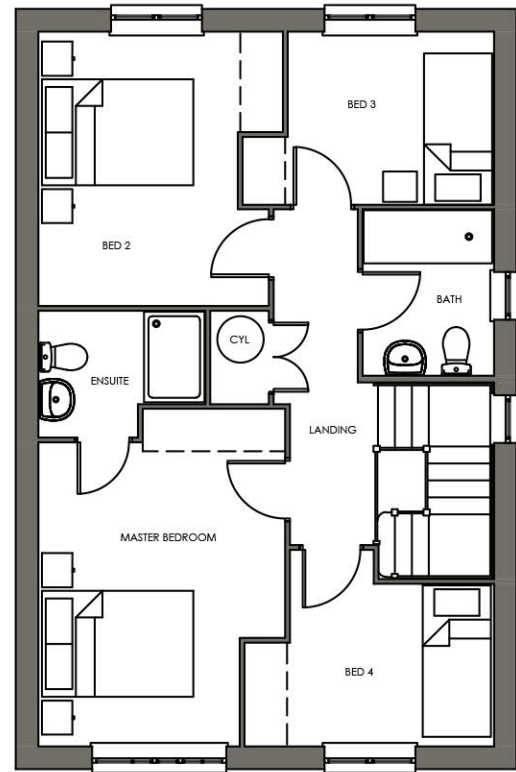 BED 3
BED 2
BATH
CYL
ENSUITE
LANDING
MASTER BEDROOM
BED 4